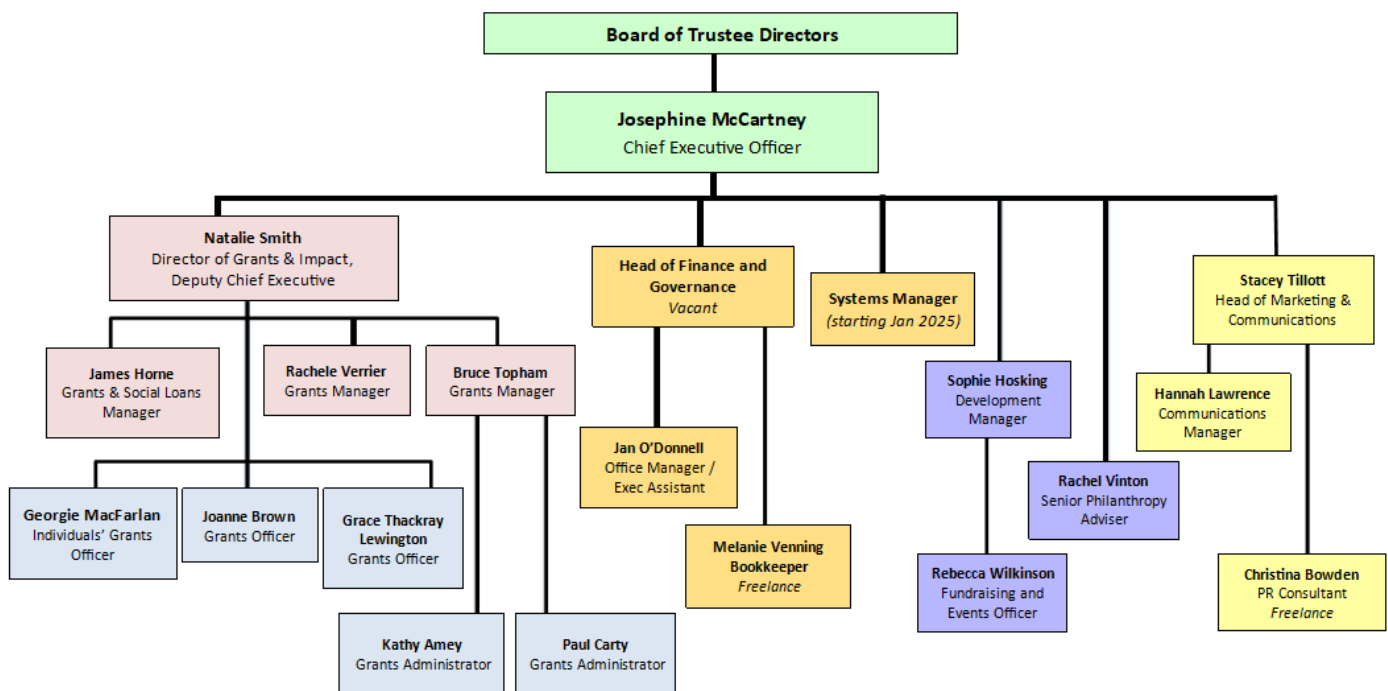 Board of Trustee Directors
Josephine McCartney
Chief Executive Officer
Natalie Smith
Director of Grants & Impact,
Deputy Chief Executive
Head of Finance and
Governance
Vacant
Systems Manager
(starting Jan 2025)
Stacey Tillott
Head of Marketing &
Communications
James Horne
Grants & Social Loans
Manager
Rachele Verrier
Grants Manager
Bruce Topham
Grants Manager
Sophie Hosking
Development
Manager
Hannah Lawrence
Communications
Manager
Jan O’Donnell
Office Manager /
Exec Assistant
Rachel Vinton
Senior Philanthropy
Adviser
Georgie MacFarlan
Individuals’ Grants
Officer
Joanne Brown
Grants Officer
Grace Thackray
Lewington
Grants Officer
Melanie Venning
Bookkeeper
Freelance
Rebecca Wilkinson
Fundraising and
Events Officer
Christina Bowden
PR Consultant
Freelance
Kathy Amey
Grants Administrator
Paul Carty
Grants Administrator